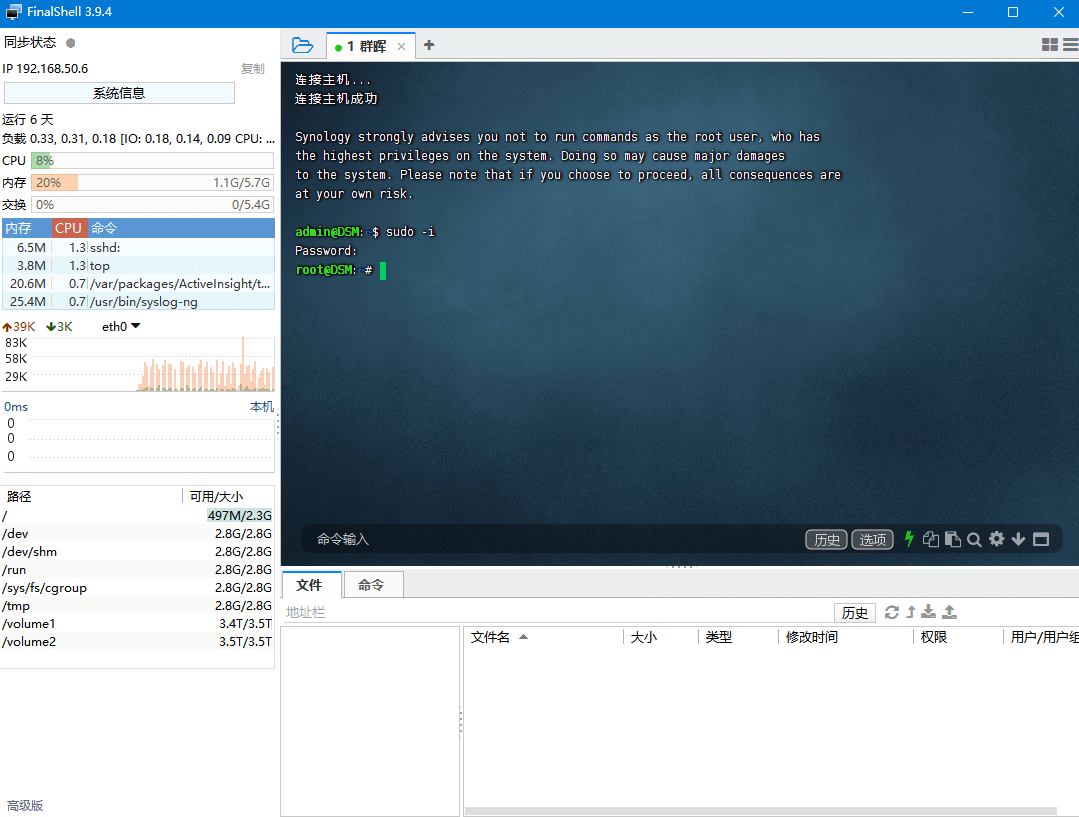 FinalShell 3.9.4
同步状态
IP 192.168.50.6 复制
系统信息
运行 6 天
负载 0.33, 0.31, 0.18 [IO: 0.18, 0.14, 0.09 CPU: ...
CPU 8%
内存 20% 1.1G/5.7G
交换 0% 0/5.4G
内存 CPU 命令
6.5M 1.3 sshd:
3.8M 1.3 top
20.6M 0.7 /var/packages/ActiveInsight/t...
25.4M 0.7 /usr/bin/syslog-ng
39K 3K eth0
83K
58K
29K
0ms 本机
0
0
0
路径 可用/大小
/ 497M/2.3G
/dev 2.8G/2.8G
/dev/shm 2.8G/2.8G
/run 2.8G/2.8G
/sys/fs/cgroup 2.8G/2.8G
/tmp 2.8G/2.8G
/volume1 3.4T/3.5T
/volume2 3.5T/3.5T
高级版
1 群晖
连接主机...
连接主机成功
Synology strongly advises you not to run commands as the root user, who has
the highest privileges on the system. Doing so may cause major damages
to the system. Please note that if you choose to proceed, all consequences are
at your own risk.
admin@DSM:~$ sudo -i
Password:
root@DSM:~#
命令输入 历史 选项
文件 命令
地址栏 历史
文件名 大小 类型 修改时间 权限 用户/用户组